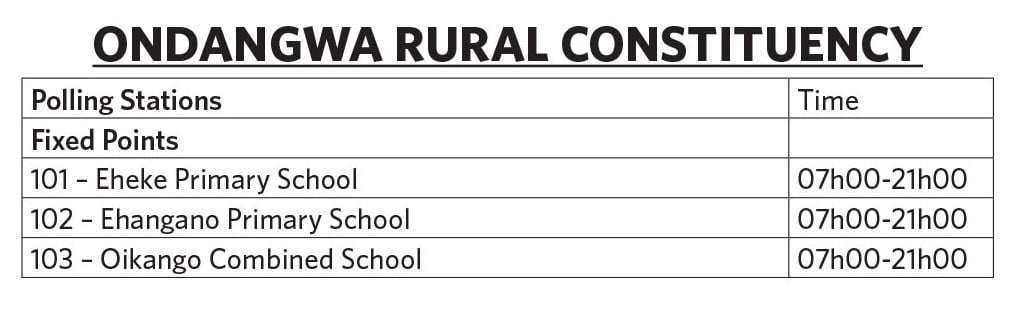 ONDANGWA RURAL CONSTITUENCY
Polling Stations Time
Fixed Points
101 – Eheke Primary School 07h00-21h00
102 – Ehangano Primary School 07h00-21h00
103 – Oikango Combined School 07h00-21h00